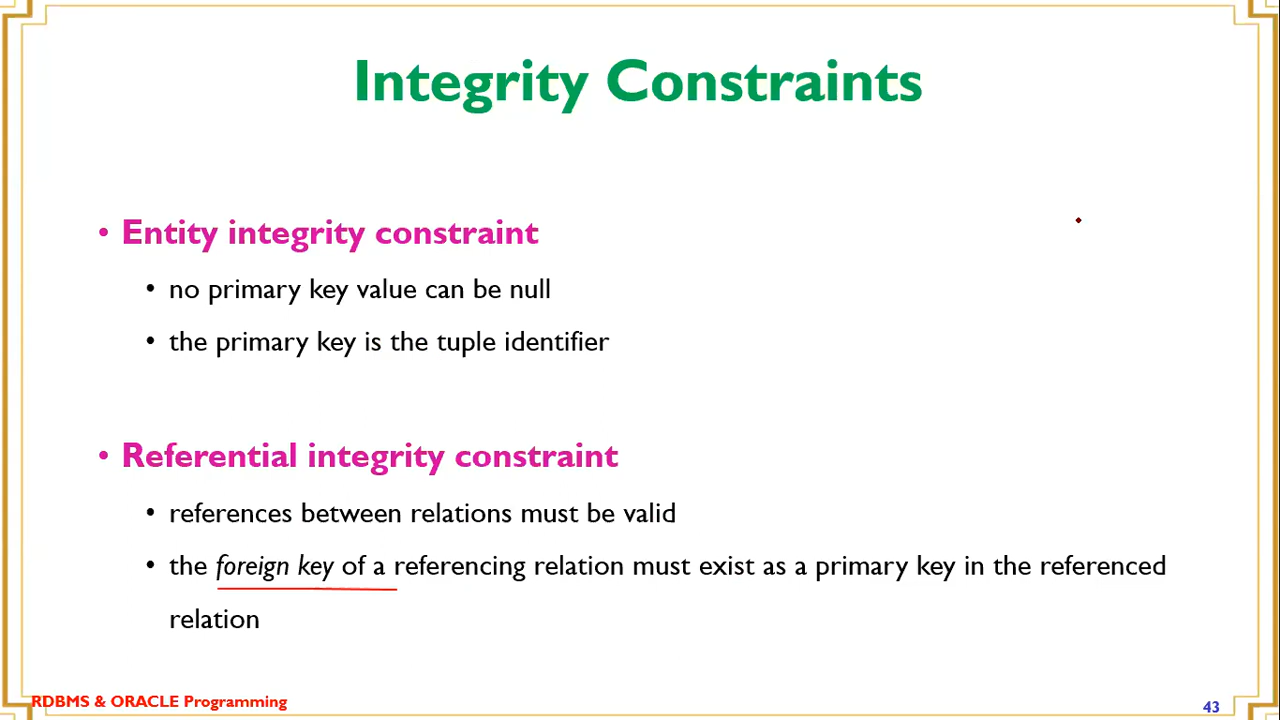 Integrity Constraints
• Entity integrity constraint
• no primary key value can be null
• the primary key is the tuple identifier
• Referential integrity constraint
• references between relations must be valid
• the foreign key of a referencing relation must exist as a primary key in the referenced
relation
RDBMS & ORACLE Programming
43